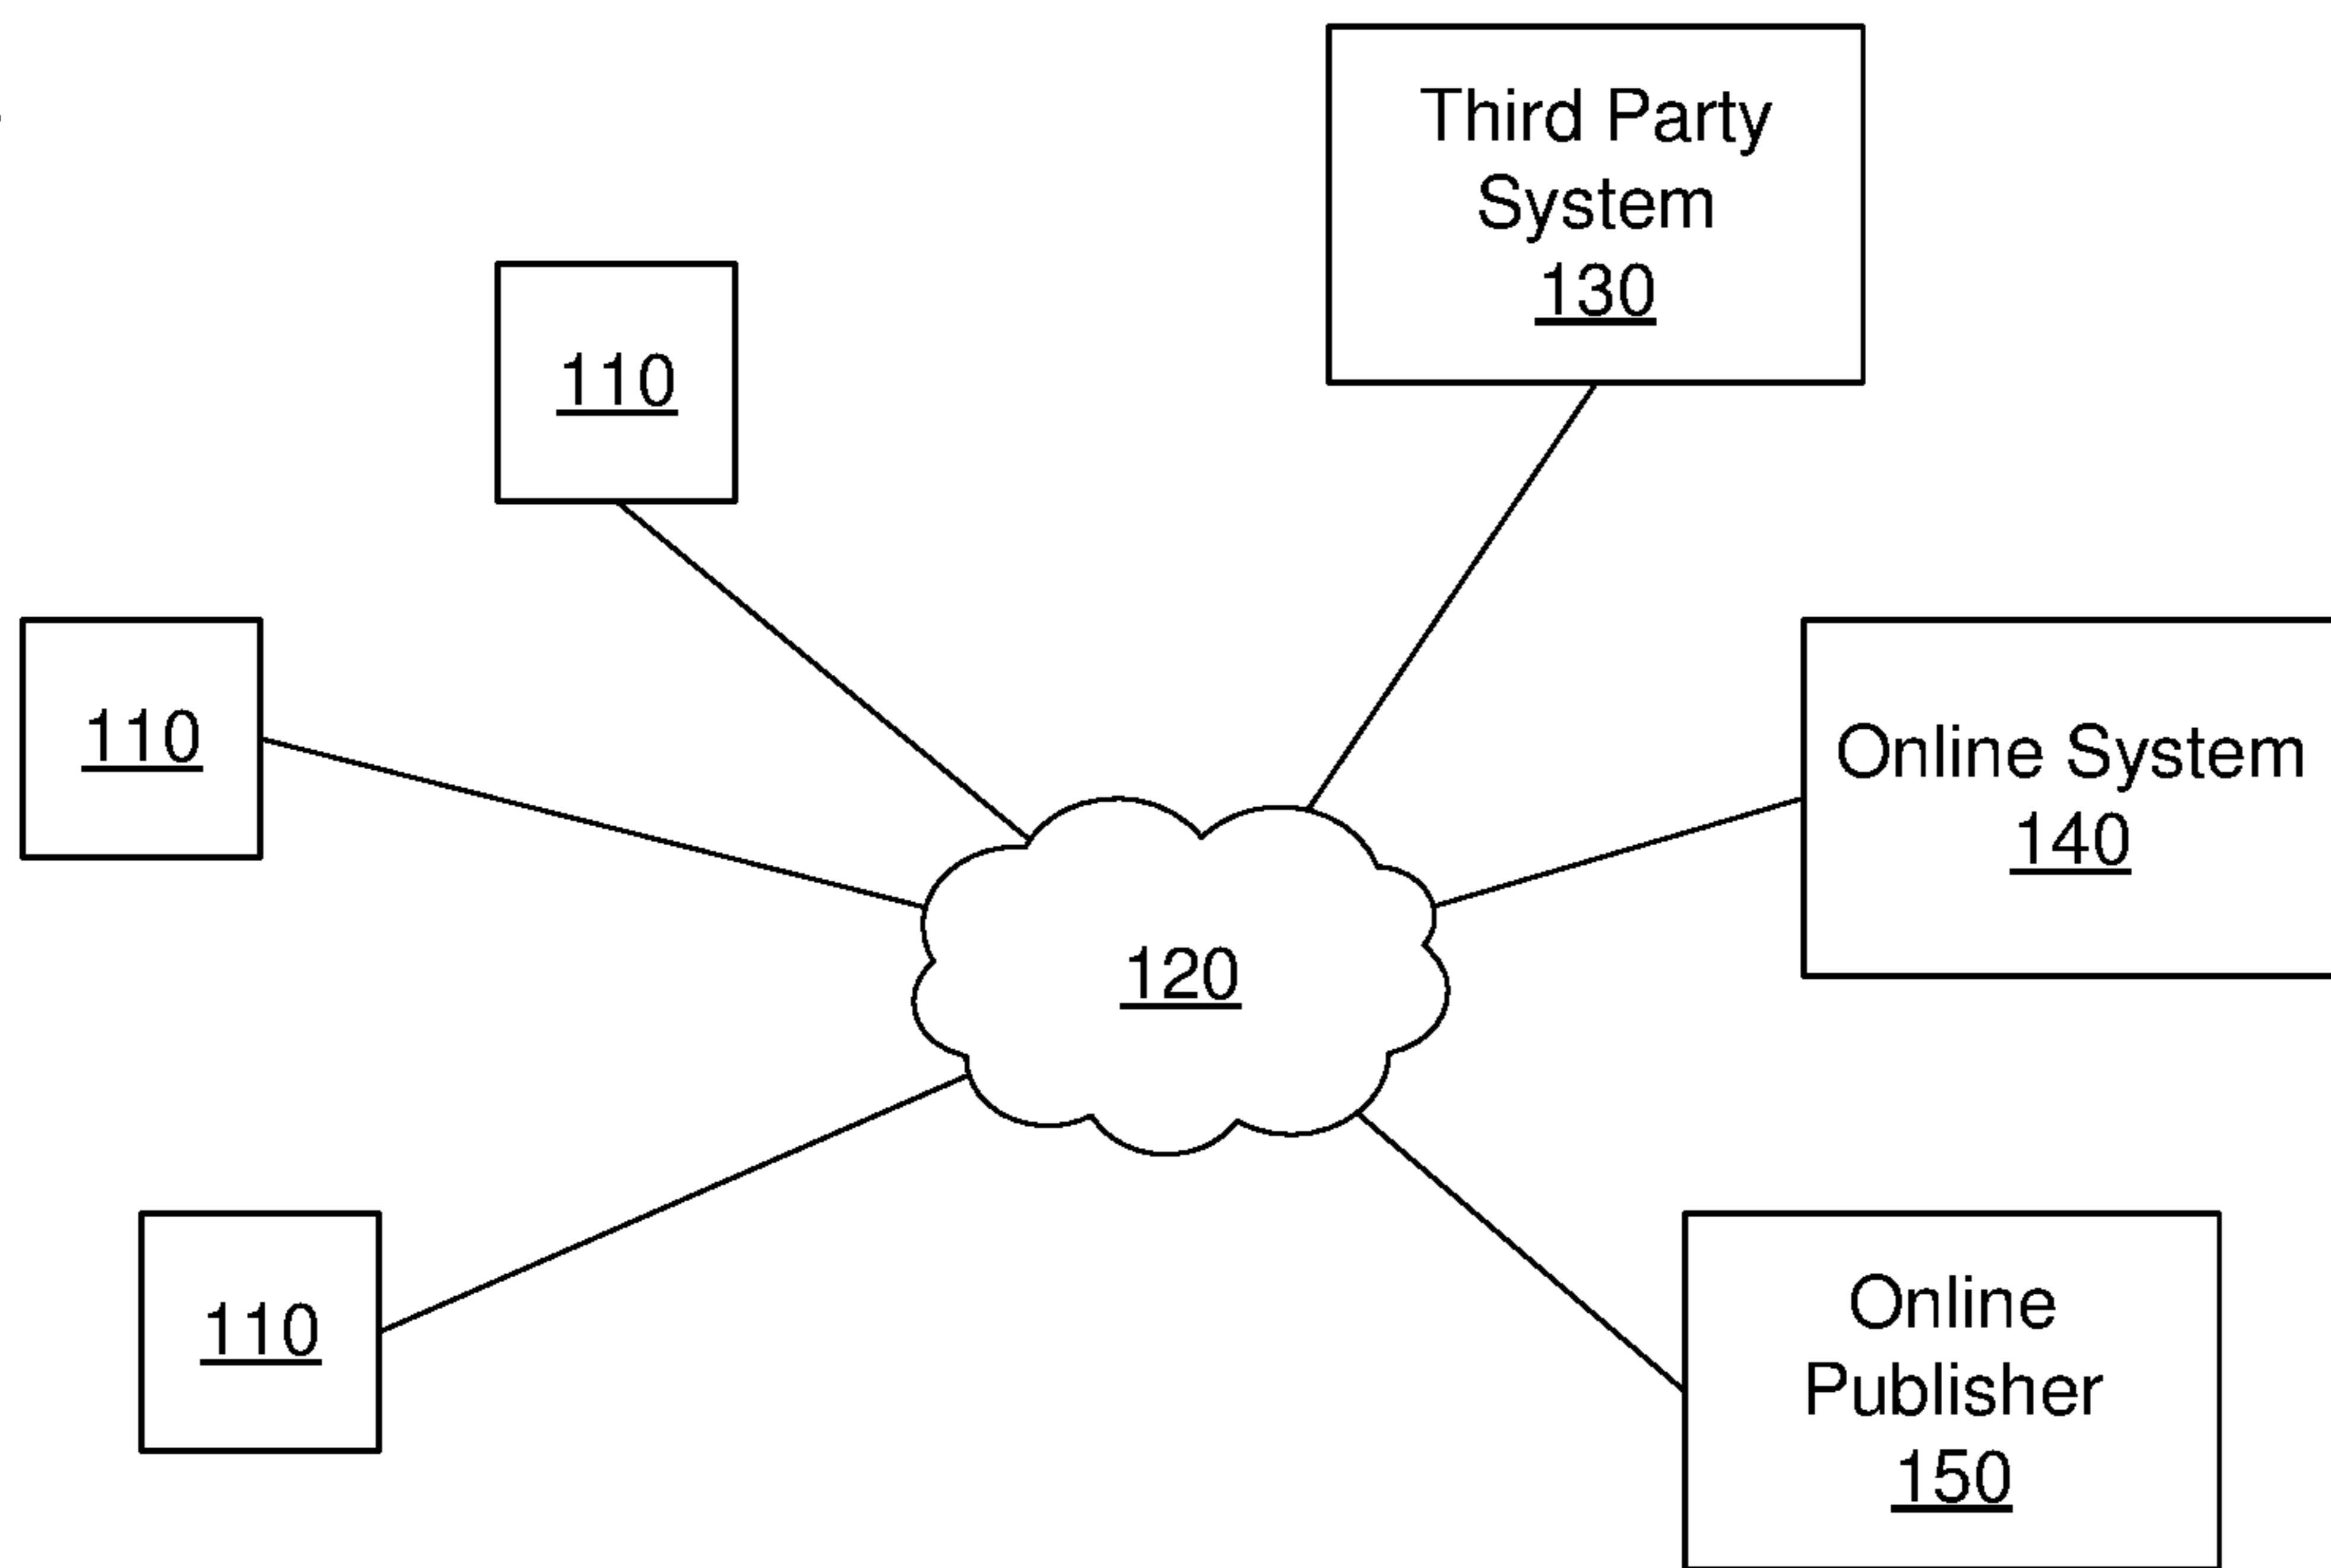 Third Party
System
130
110
110
Online System
140
120
110
Online
Publisher
150